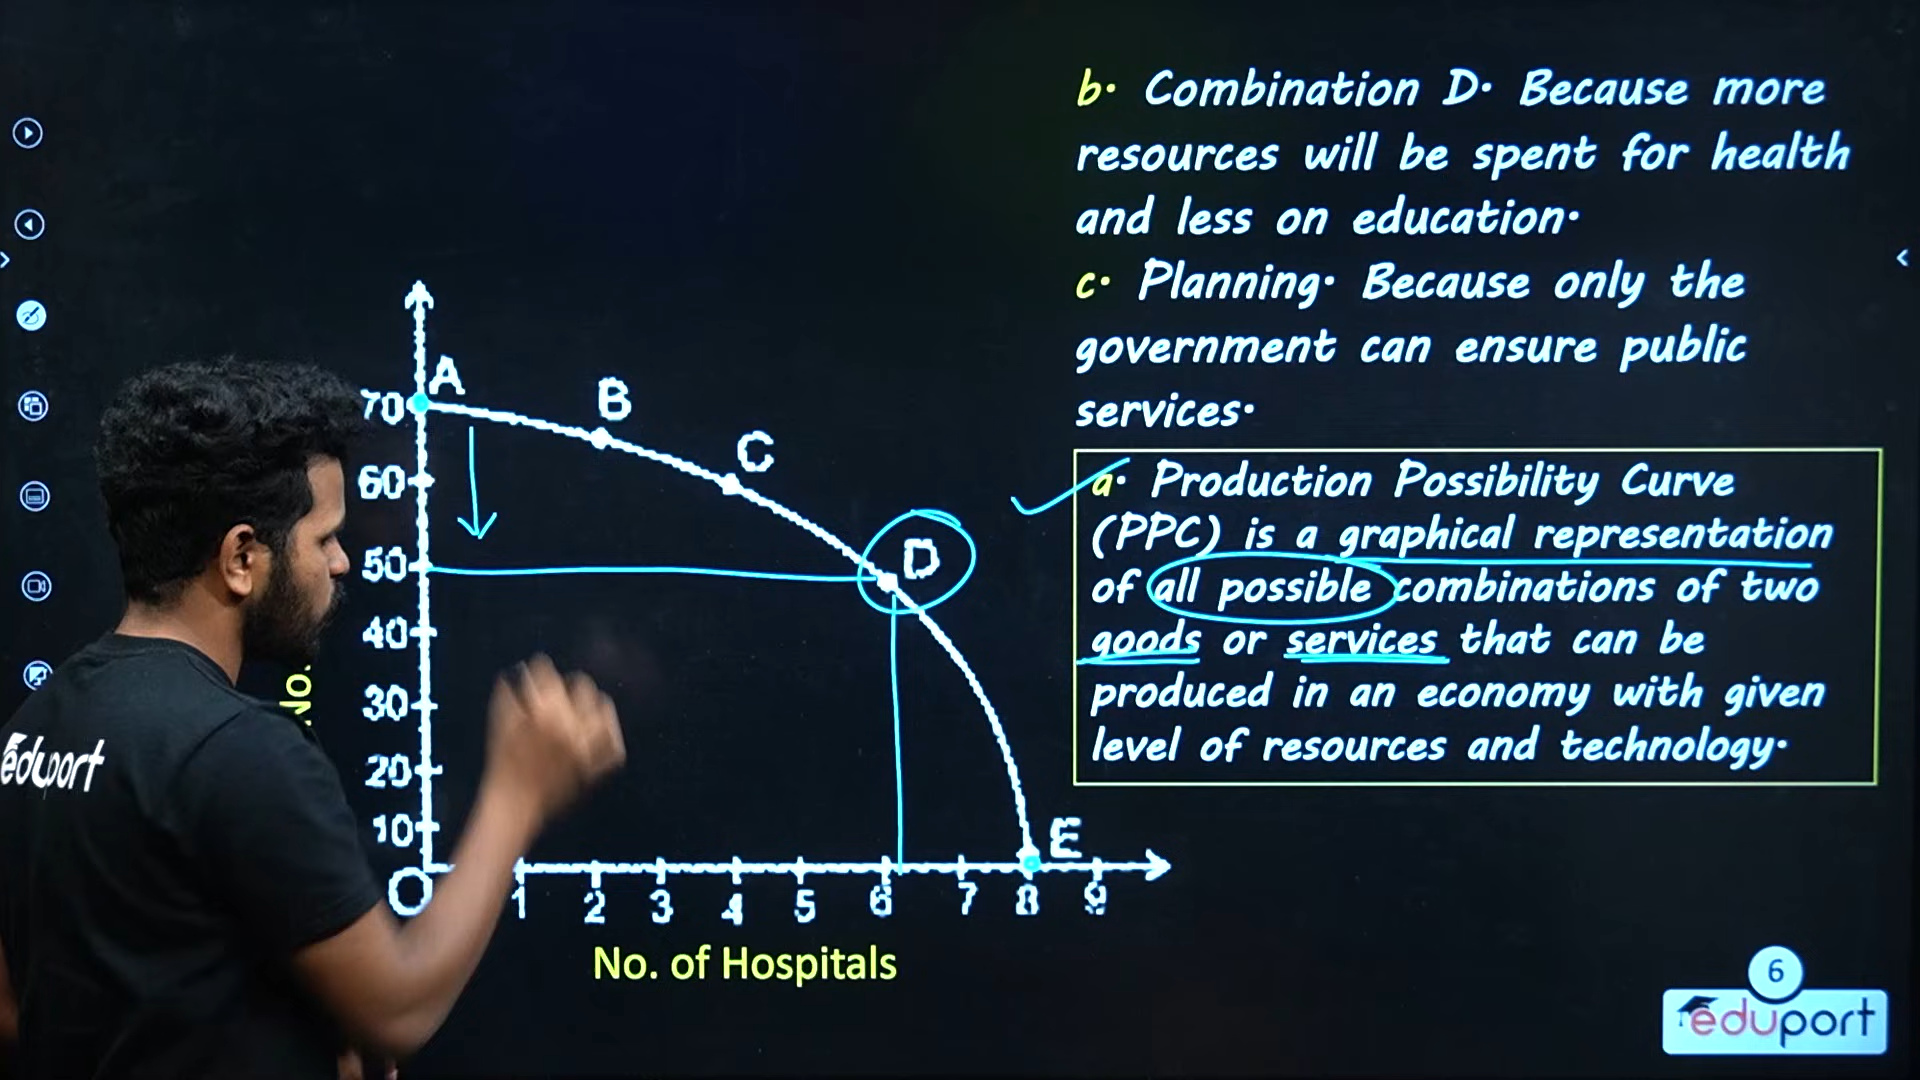 b. Combination D. Because more
resources will be spent for health
and less on education.
c. Planning. Because only the
government can ensure public
services.
a. Production Possibility Curve
(PPC) is a graphical representation
of all possible combinations of two
goods or services that can be
produced in an economy with given
level of resources and technology.
A
B
C
D
E
70
60
50
40
30
20
10
O 1 2 3 4 5 6 7 8 9
No.
No. of Hospitals
eduport
6
eduport